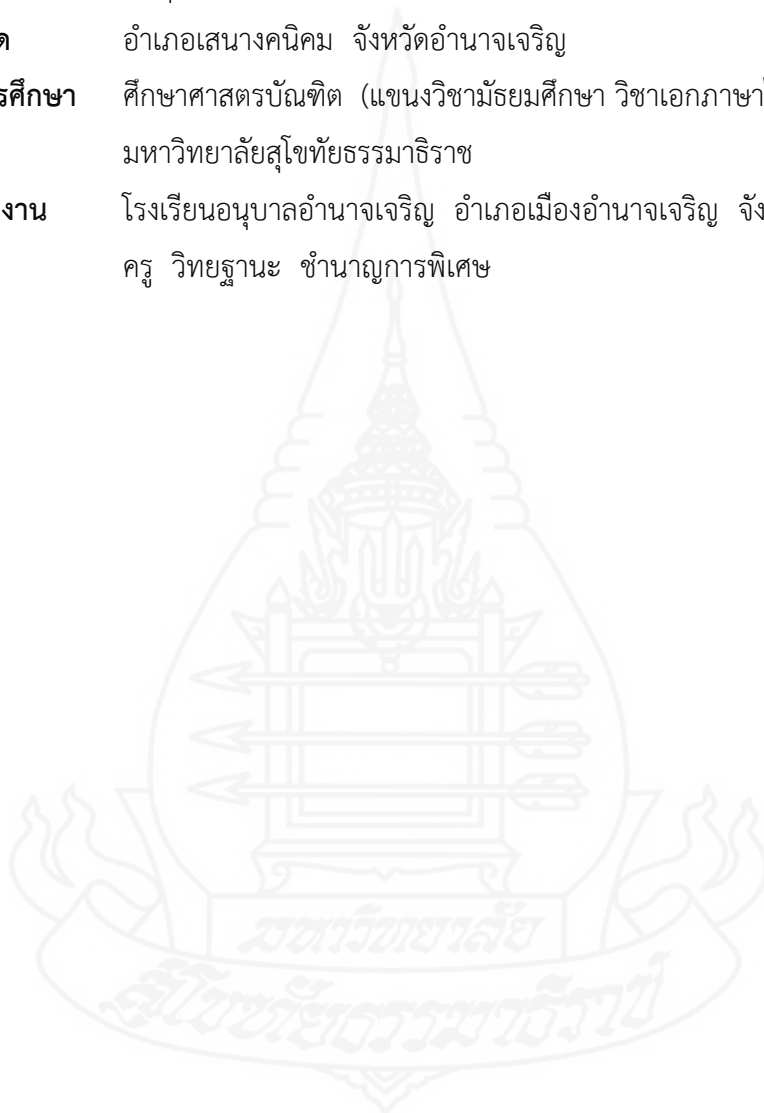 ด อำเภอเสนางคนิคม จังหวัดอำนาจเจริญ
รศึกษา ศึกษาศาสตรบัณฑิต (แขนงวิชามัธยมศึกษา วิชาเอกภาษา
มหาวิทยาลัยสุโขทัยธรรมาธิราช
งาน โรงเรียนอนุบาลอำนาจเจริญ อำเภอเมืองอำนาจเจริญ จัง
ครู วิทยฐานะ ชำนาญการพิเศษ
มหาวิทยาลัย
สุโขทัยธรรมาธิราช